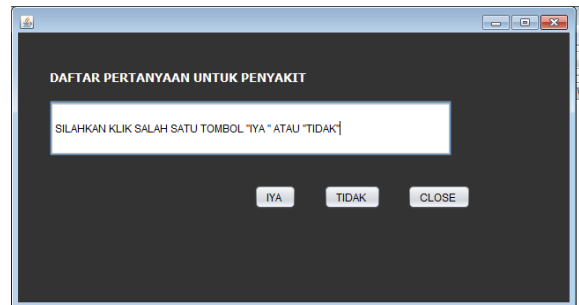 DAFTAR PERTANYAAN UNTUK PENYAKIT
SILAHKAN KLIK SALAH SATU TOMBOL "IYA " ATAU "TIDAK"
IYA TIDAK CLOSE